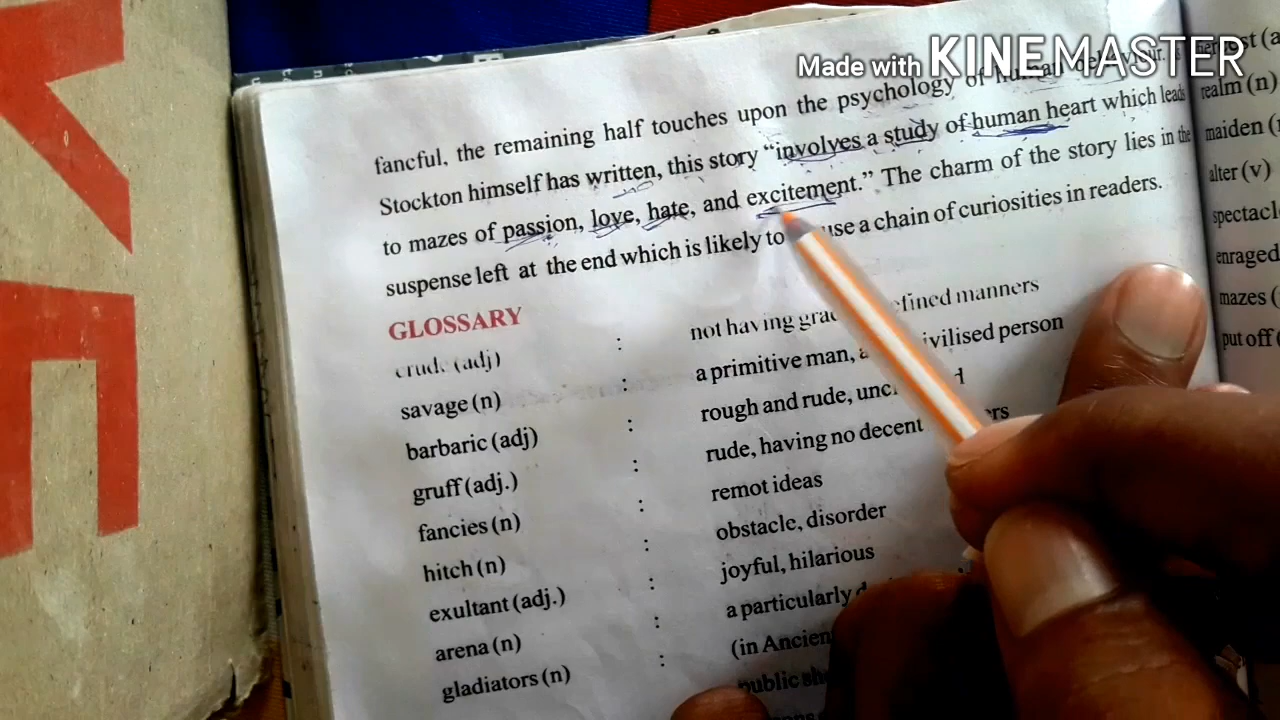 Made with KINEMASTER
fancful, the remaining half touches upon the psychology of human
Stockton himself has written, this story "involves a study of human heart which leads
to mazes of passion, love, hate, and excitement." The charm of the story lies in the
suspense left at the end which is likely to a chain of curiosities in readers.
GLOSSARY
crude (adj) : not having fined manners
savage (n) : a primitive man, ivilised person
barbaric (adj) : rough and rude,
gruff (adj.) : rude, having no decent
fancies (n) : remot ideas
hitch (n) : obstacle, disorder
exultant (adj.) : joyful, hilarious
arena (n) : a particularly
gladiators (n) : (in Ancien
public
realm (n)
maiden
alter (v)
spectacl
enraged
mazes (
put off (